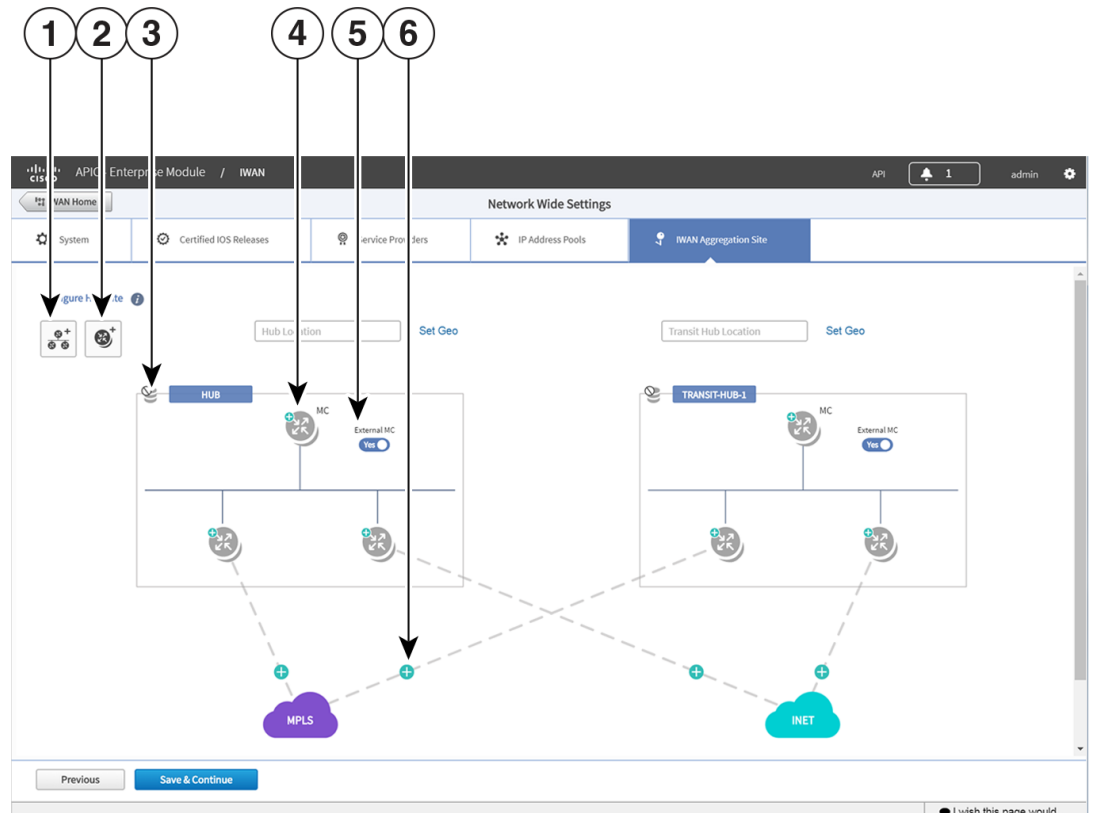 1 2 3 4 5 6
CISCO APIC Enterprise Module / IWAN API 1 admin
IWAN Home Network Wide Settings
System Certified IOS Releases Service Providers IP Address Pools IWAN Aggregation Site
Hub Location Set Geo Transit Hub Location Set Geo
HUB TRANSIT-HUB-1
MC MC
External MC External MC
Yes Yes
MPLS INET
Previous Save & Continue
I wish this page would